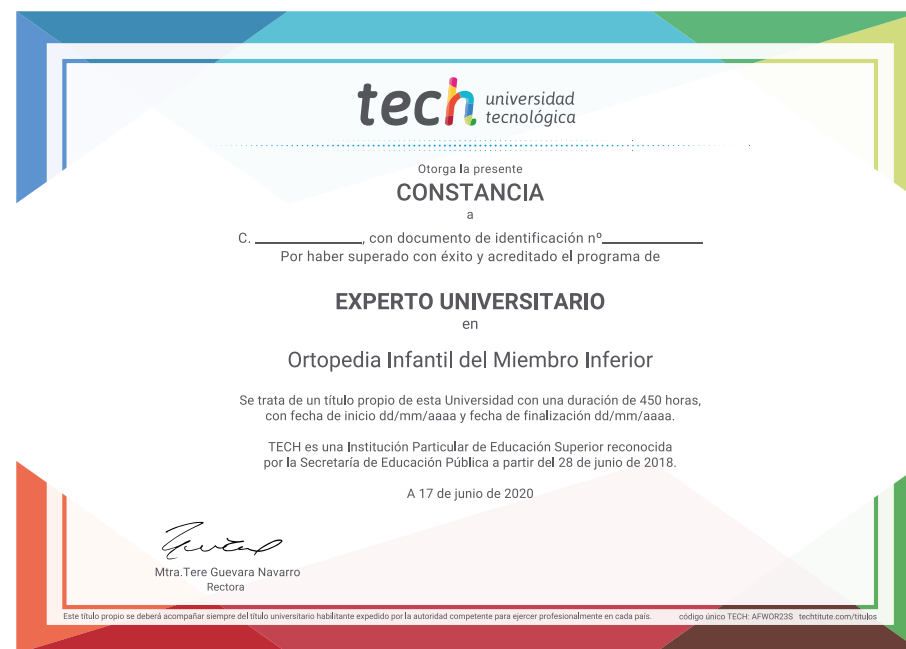 tech universidad
tecnológica
Otorga la presente
CONSTANCIA
a
C. ______________, con documento de identificación nº_____________
Por haber superado con éxito y acreditado el programa de
EXPERTO UNIVERSITARIO
en
Ortopedia Infantil del Miembro Inferior
Se trata de un título propio de esta Universidad con una duración de 450 horas,
con fecha de inicio dd/mm/aaaa y fecha de finalización dd/mm/aaaa.
TECH es una Institución Particular de Educación Superior reconocida
por la Secretaría de Educación Pública a partir del 28 de junio de 2018.
A 17 de junio de 2020
Mtra.Tere Guevara Navarro
Rectora
Este título propio se deberá acompañar siempre del título universitario habilitante expedido por la autoridad competente para ejercer profesionalmente en cada país. código único TECH: AFWOR23S techtitute.com/titulos